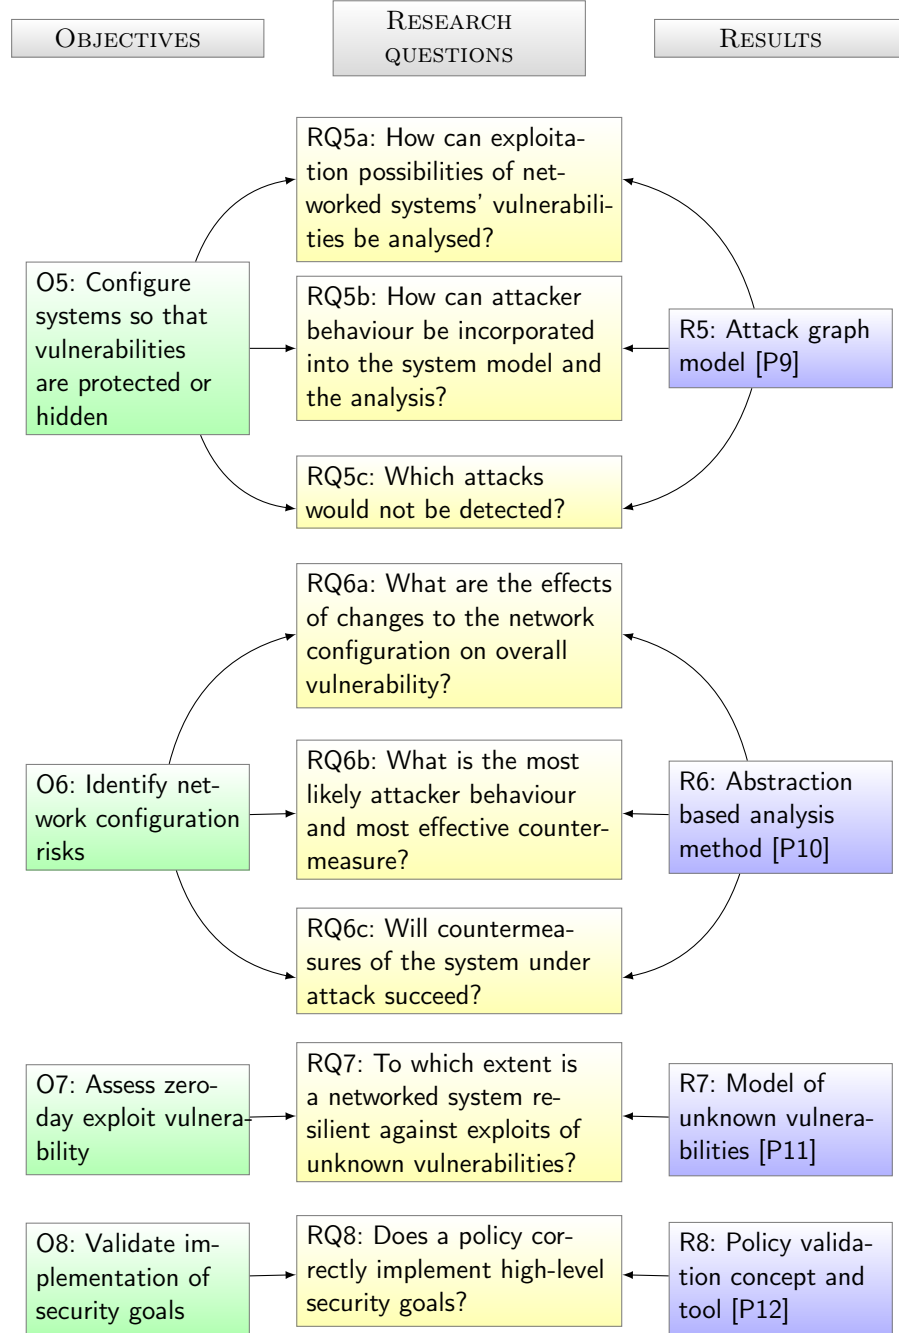 OBJECTIVES
RESEARCH
QUESTIONS
RESULTS
RQ5a: How can exploita-
tion possibilities of net-
worked systems' vulnerabili-
ties be analysed?
O5: Configure
systems so that
vulnerabilities
are protected or
hidden
RQ5b: How can attacker
behaviour be incorporated
into the system model and
the analysis?
R5: Attack graph
model [P9]
RQ5c: Which attacks
would not be detected?
RQ6a: What are the effects
of changes to the network
configuration on overall
vulnerability?
O6: Identify net-
work configuration
risks
RQ6b: What is the most
likely attacker behaviour
and most effective counter-
measure?
R6: Abstraction
based analysis
method [P10]
RQ6c: Will countermea-
sures of the system under
attack succeed?
O7: Assess zero-
day exploit vulnera-
bility
RQ7: To which extent is
a networked system re-
silient against exploits of
unknown vulnerabilities?
R7: Model of
unknown vulnera-
bilities [P11]
O8: Validate im-
plementation of
security goals
RQ8: Does a policy cor-
rectly implement high-level
security goals?
R8: Policy valida-
tion concept and
tool [P12]